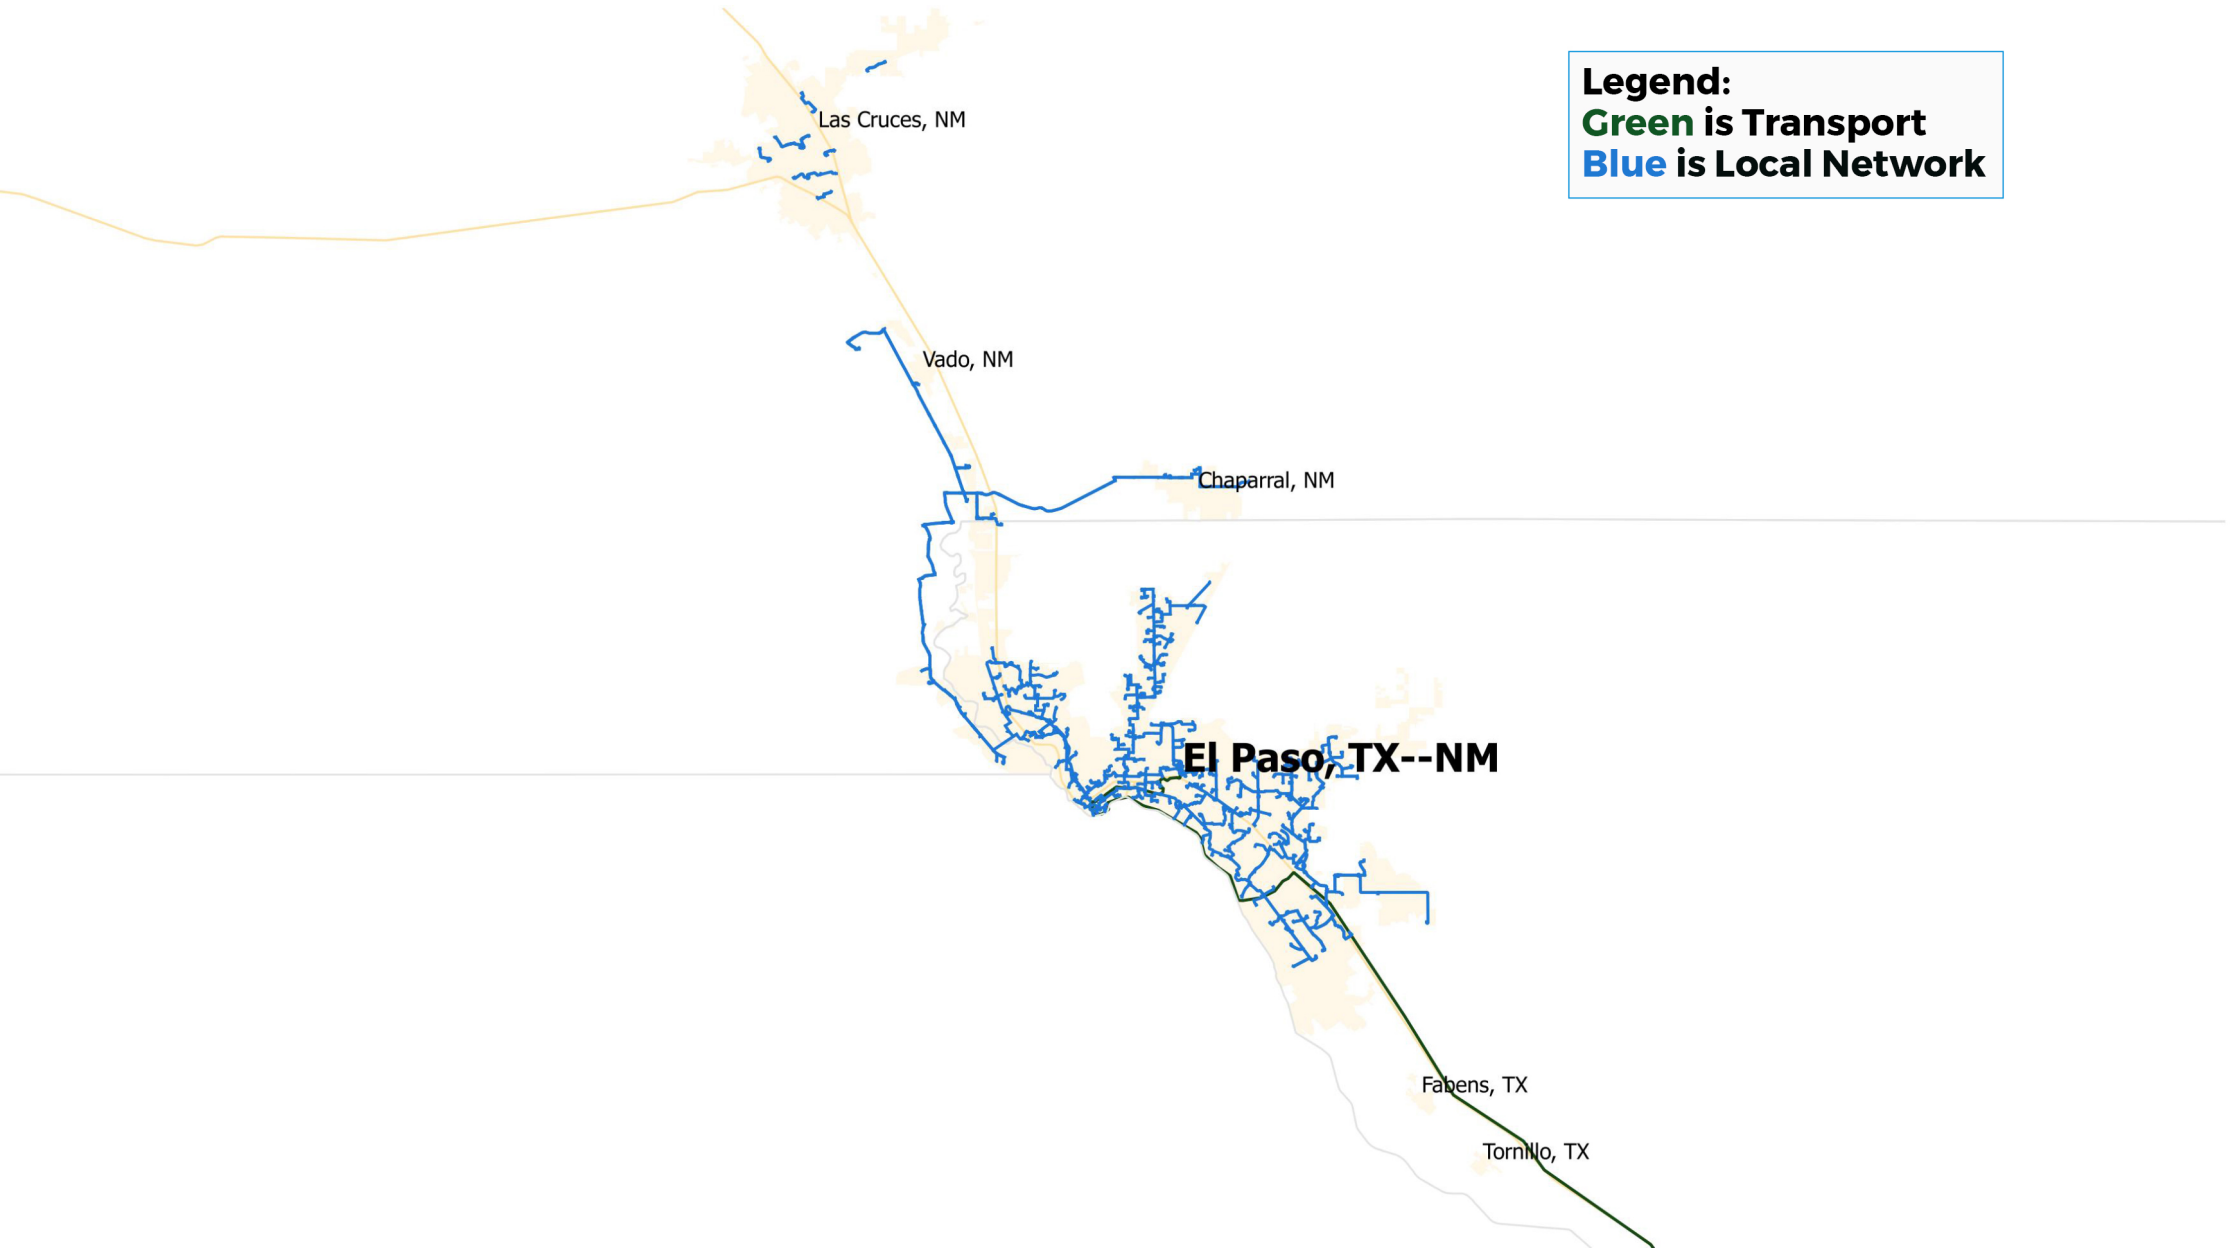 Legend:
Green is Transport
Blue is Local Network
Las Cruces, NM
Vado, NM
Chaparral, NM
El Paso, TX--NM
Fabens, TX
Tornillo, TX